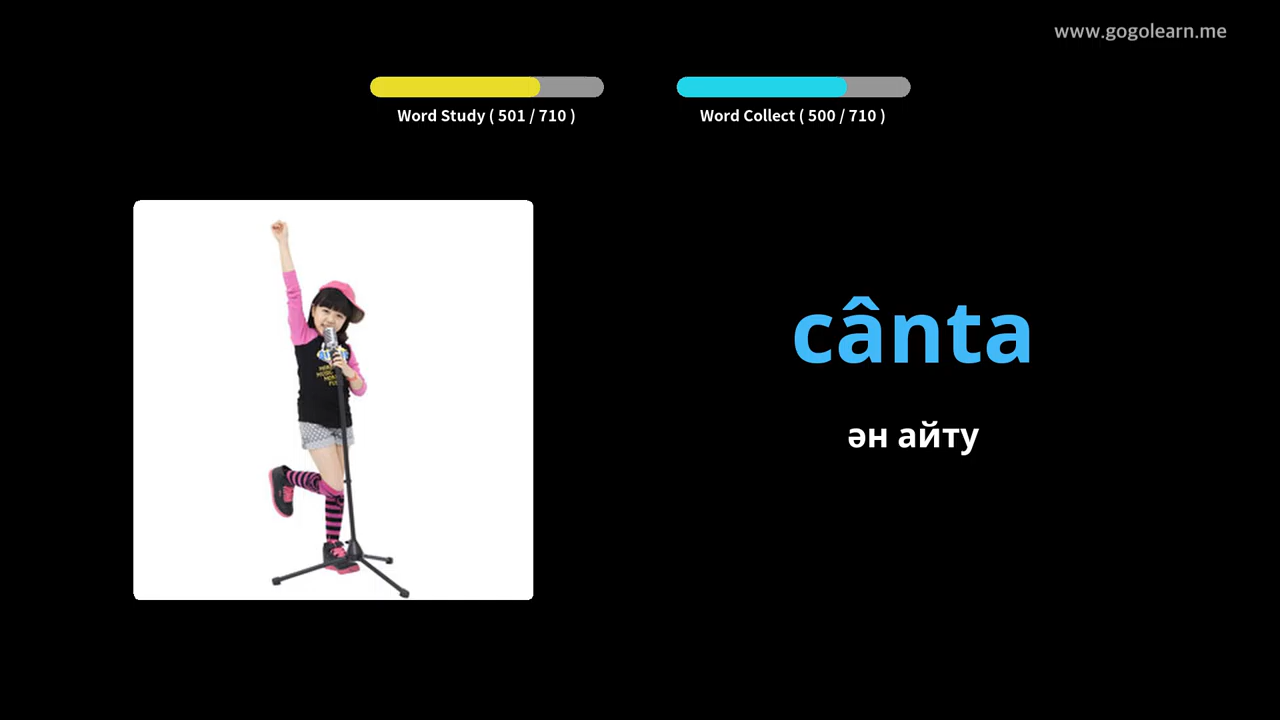 www.gogolearn.me
Word Study ( 501 / 710 )
Word Collect ( 500 / 710 )
cânta
ән айту